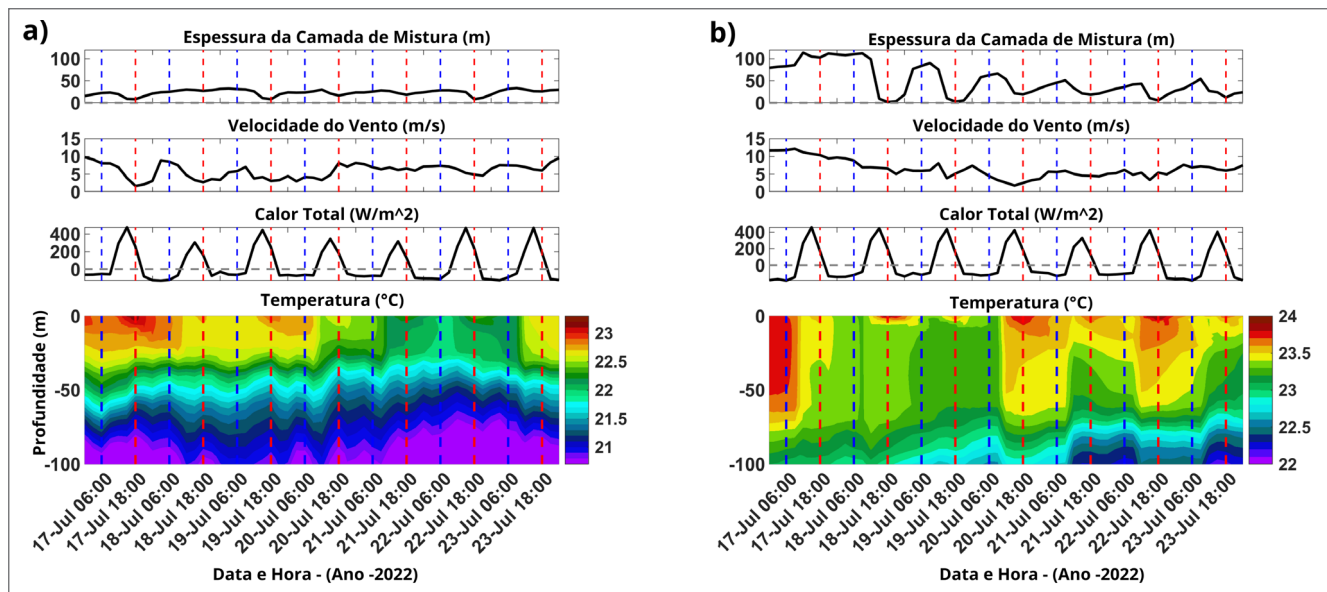 a)
Espessura da Camada de Mistura (m)
100
50
0
Velocidade do Vento (m/s)
15
10
5
0
Calor Total (W/m^2)
400
200
0
Temperatura (°C)
Profundidade (m)
0
-50
-100
23
22.5
22
21.5
21
17-Jul 06:00
17-Jul 18:00
18-Jul 06:00
18-Jul 18:00
19-Jul 06:00
19-Jul 18:00
20-Jul 06:00
20-Jul 18:00
21-Jul 06:00
21-Jul 18:00
22-Jul 06:00
22-Jul 18:00
23-Jul 06:00
23-Jul 18:00
Data e Hora - (Ano -2022)
b)
Espessura da Camada de Mistura (m)
100
50
0
Velocidade do Vento (m/s)
15
10
5
0
Calor Total (W/m^2)
400
200
0
Temperatura (°C)
0
-50
-100
24
23.5
23
22.5
22
17-Jul 06:00
17-Jul 18:00
18-Jul 06:00
18-Jul 18:00
19-Jul 06:00
19-Jul 18:00
20-Jul 06:00
20-Jul 18:00
21-Jul 06:00
21-Jul 18:00
22-Jul 06:00
22-Jul 18:00
23-Jul 06:00
23-Jul 18:00
Data e Hora - (Ano -2022)